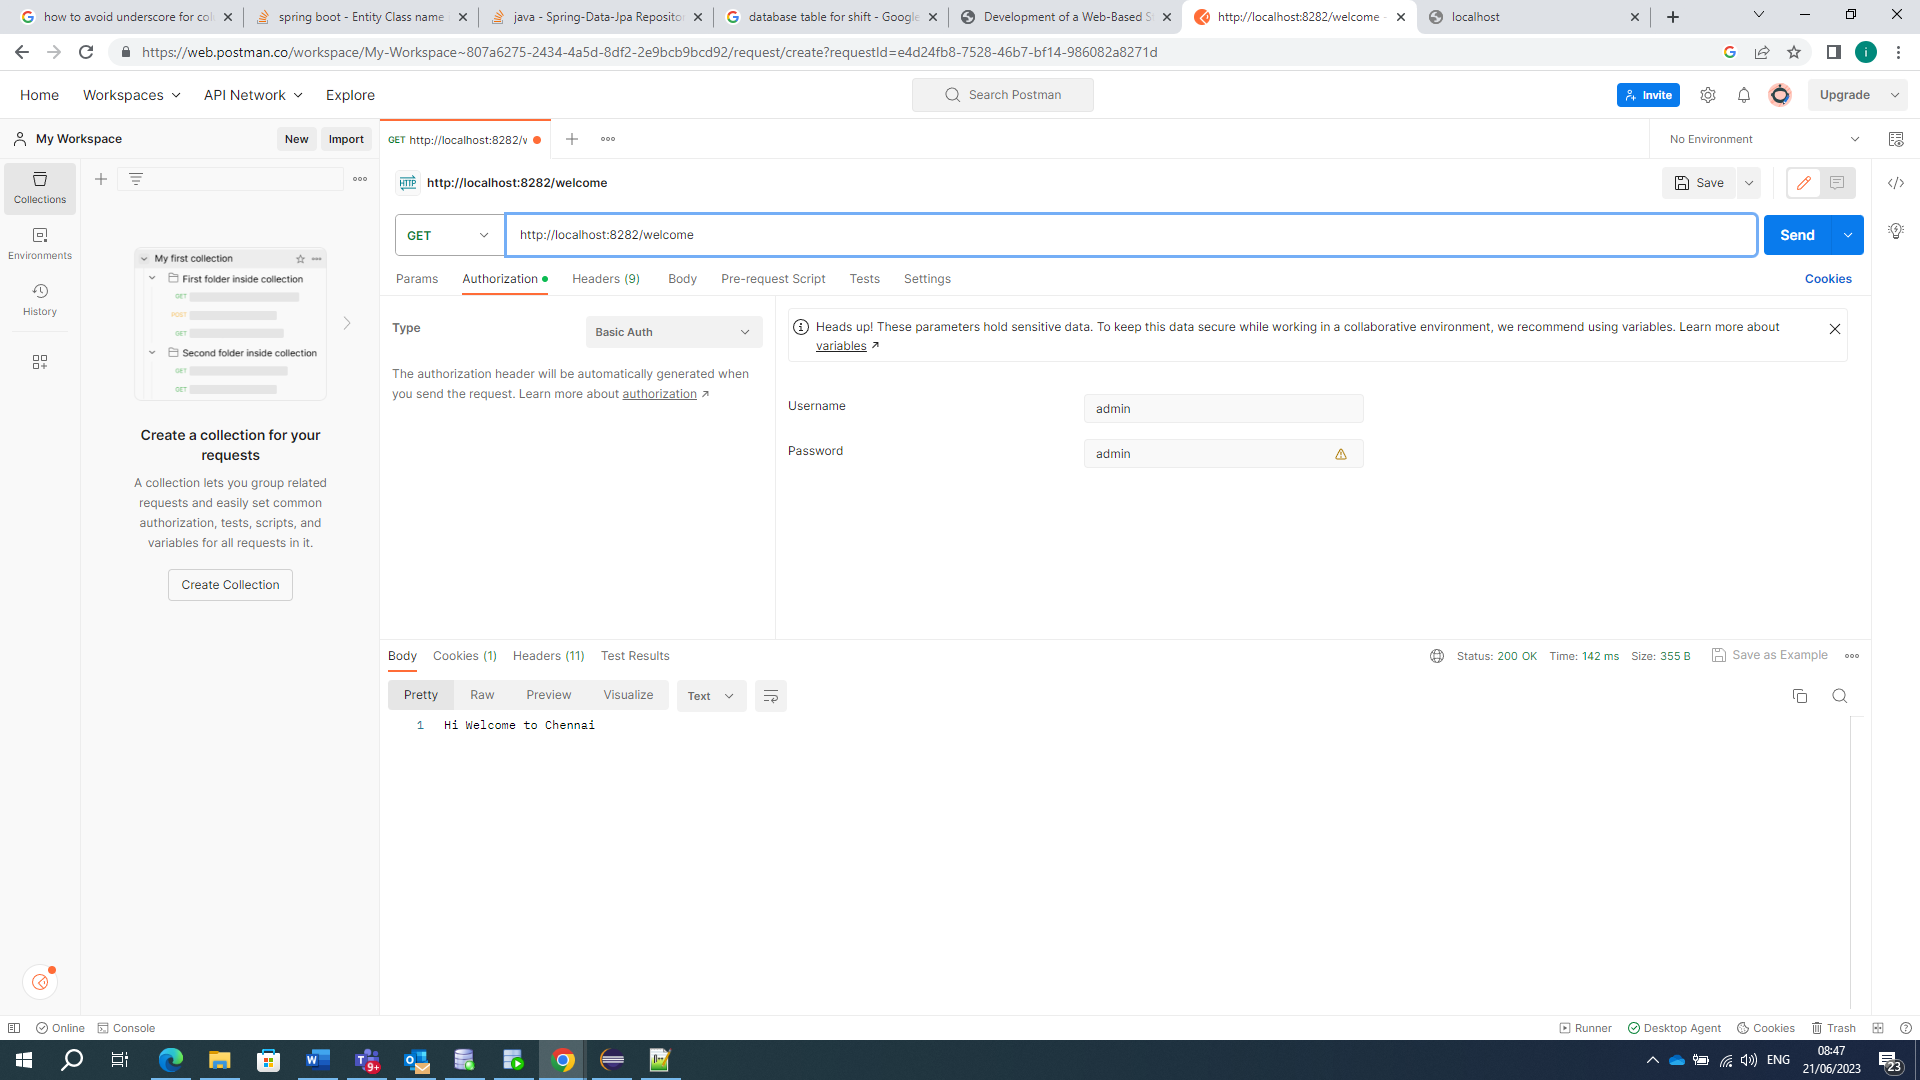 how to avoid underscore for col
spring boot - Entity Class name
java - Spring-Data-Jpa Reposito
database table for shift - Google
Development of a Web-Based S
http://localhost:8282/welcome -
localhost
https://web.postman.co/workspace/My-Workspace~807a6275-2434-4a5d-8df2-2e9bcb9bcd92/request/create?requestId=e4d24fb8-7528-46b7-bf14-986082a8271d
i
Home Workspaces API Network Explore
Search Postman
Invite
Upgrade
My Workspace
New Import
GET http://localhost:8282/v
No Environment
Collections
Environments
History
HTTP http://localhost:8282/welcome
Save
GET
http://localhost:8282/welcome
Send
Params Authorization Headers (9) Body Pre-request Script Tests Settings
Cookies
My first collection
First folder inside collection
GET
POST
GET
Second folder inside collection
GET
GET
Create a collection for your
requests
A collection lets you group related
requests and easily set common
authorization, tests, scripts, and
variables for all requests in it.
Create Collection
Type
Basic Auth
The authorization header will be automatically generated when
you send the request. Learn more about authorization
Heads up! These parameters hold sensitive data. To keep this data secure while working in a collaborative environment, we recommend using variables. Learn more about
variables
Username
admin
Password
admin
Body Cookies (1) Headers (11) Test Results
Status: 200 OK Time: 142 ms Size: 355 B Save as Example
Pretty Raw Preview Visualize Text
1 Hi Welcome to Chennai
Online Console
Runner Desktop Agent Cookies Trash
9+
ENG
08:47
21/06/2023
23